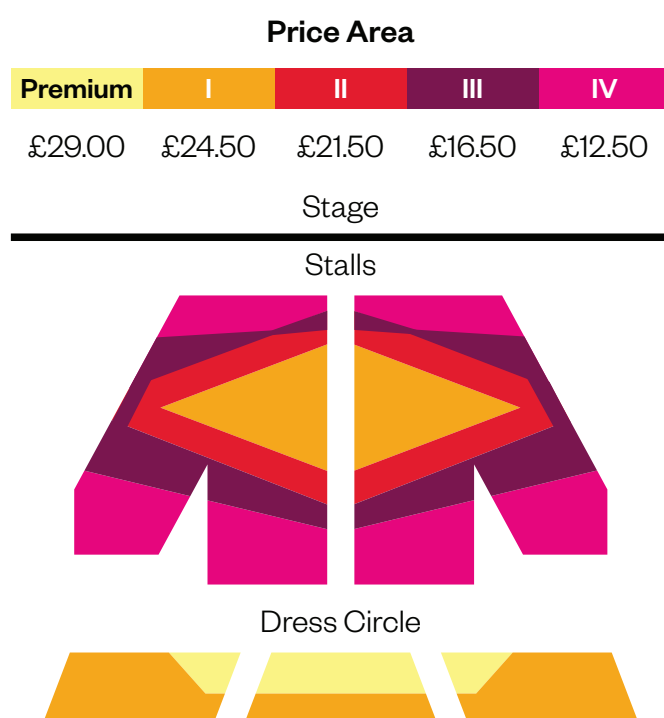 Price Area
Premium I II III IV
£29.00 £24.50 £21.50 £16.50 £12.50
Stage
Stalls
Dress Circle